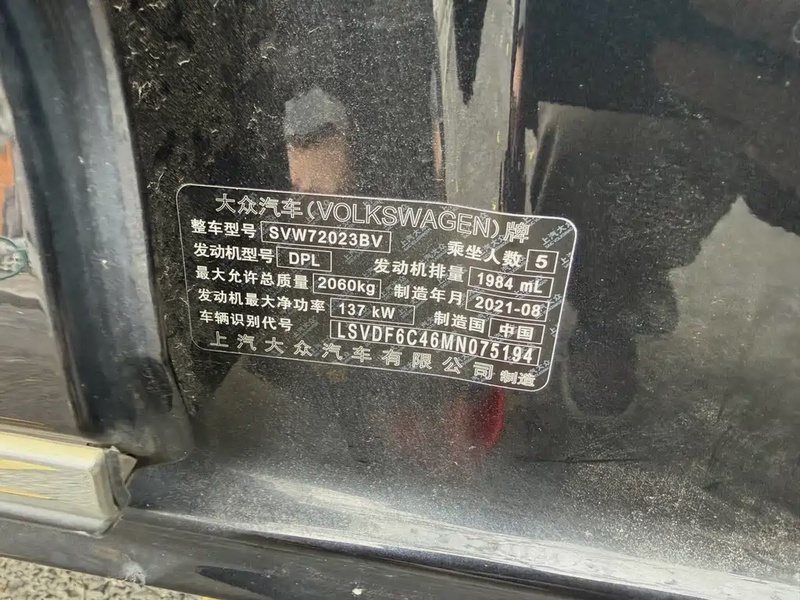 大众汽车(VOLKSWAGEN)牌
整车型号 SVW72023BV 乘坐人数 5
发动机型号 DPL 发动机排量 1984 mL
最大允许总质量 2060kg 制造年月 2021-08
发动机最大净功率 137 kW 制造国 中国
车辆识别代号 LSVDF6C46MN075194
上汽大众汽车有限公司 制造